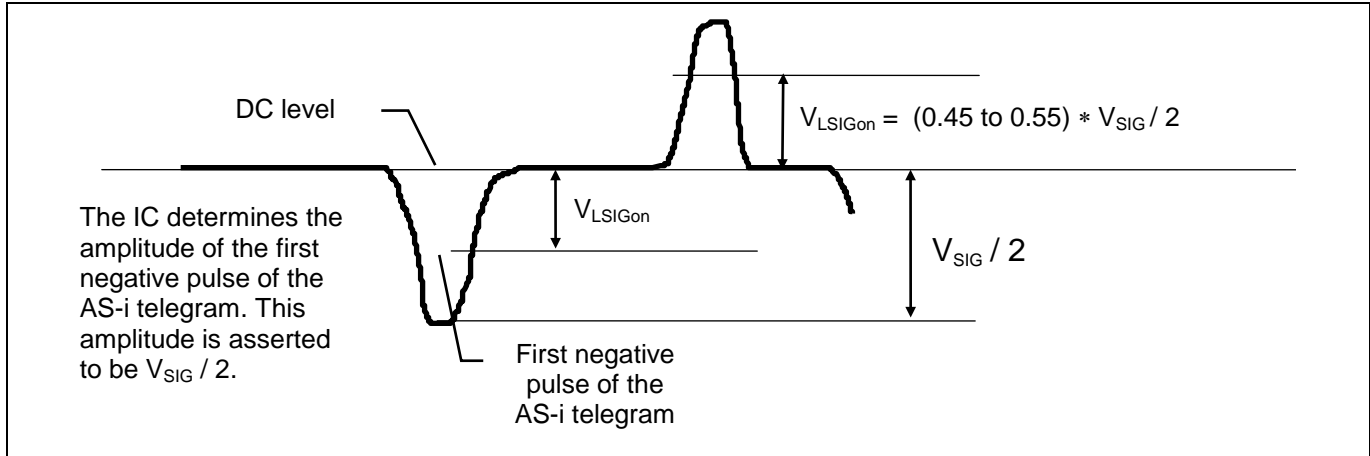 DC level
V_LSIGon = (0.45 to 0.55) * V_SIG / 2
The IC determines the
amplitude of the first
negative pulse of the
AS-i telegram. This
amplitude is asserted
to be V_SIG / 2.
V_LSIGon
V_SIG / 2
First negative
pulse of the
AS-i telegram